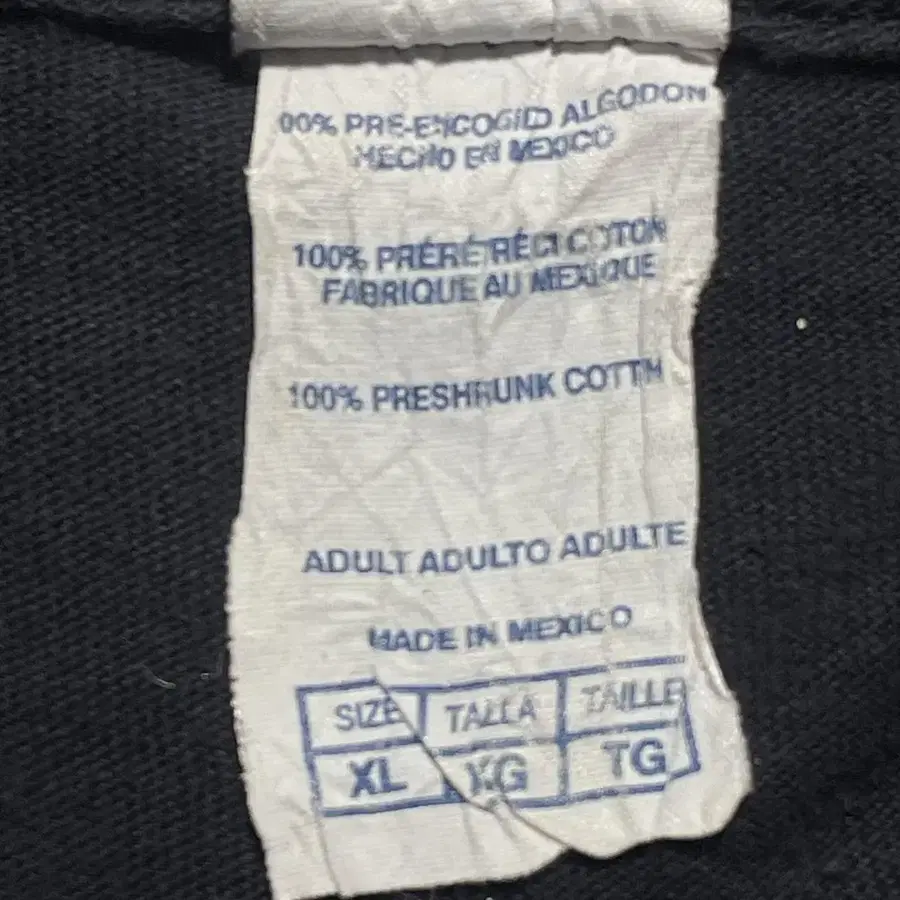 00% PRE-ENCOGID ALGODON
HECHO EN MEXICO
100% PRÉRÉTRÉCI COTON
FABRIQUE AU MEXIQUE
100% PRESHRUNK COTTN
ADULT ADULTO ADULTE
MADE IN MEXICO
SIZE TALLA TAILLE
XL XG TG